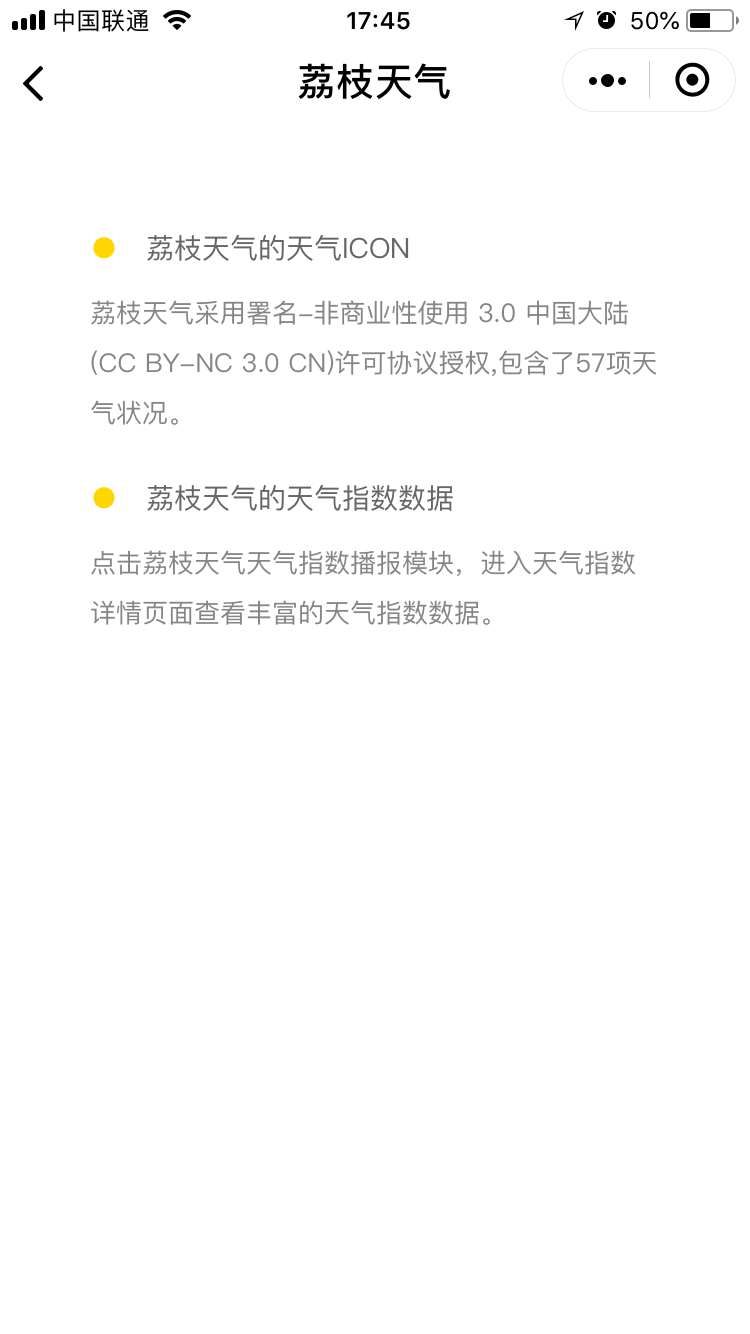 中国联通
17:45
50%
荔枝天气
荔枝天气的天气ICON
荔枝天气采用署名–非商业性使用 3.0 中国大陆
(CC BY–NC 3.0 CN)许可协议授权,包含了57项天
气状况。
荔枝天气的天气指数数据
点击荔枝天气天气指数播报模块，进入天气指数
详情页面查看丰富的天气指数数据。